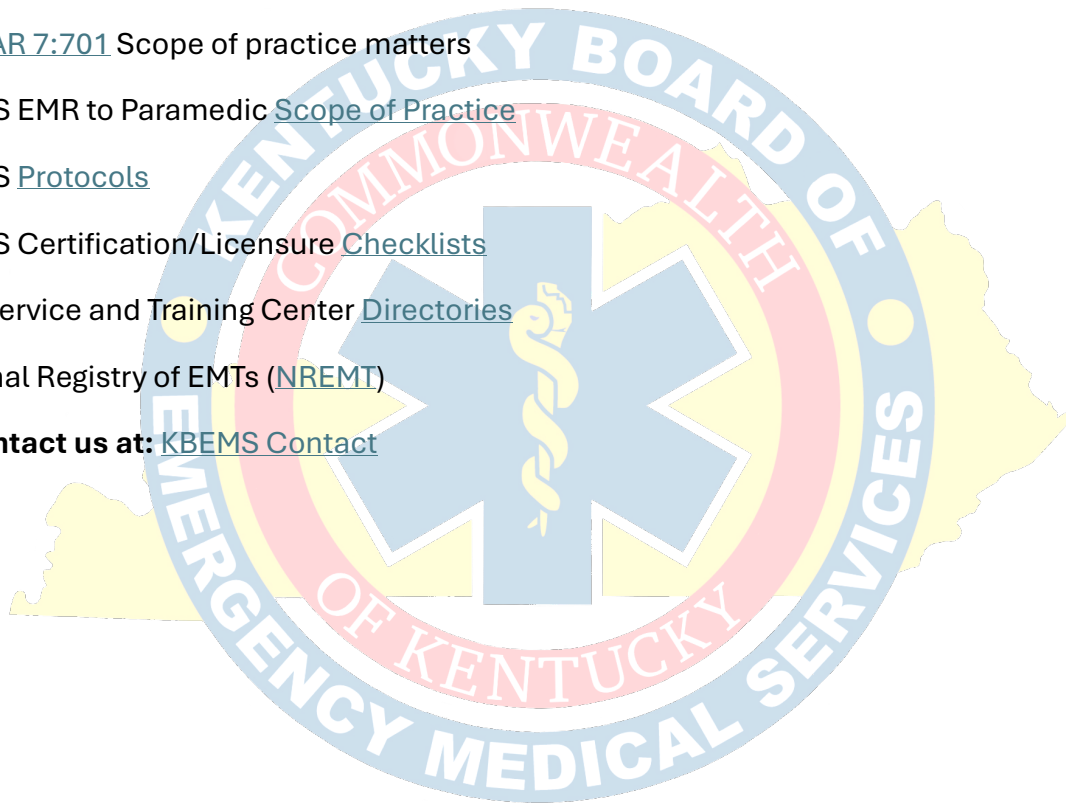 AR 7:701 Scope of practice matters
S EMR to Paramedic Scope of Practice
S Protocols
S Certification/Licensure Checklists
ervice and Training Center Directories
nal Registry of EMTs (NREMT)
ntact us at: KBEMS Contact
KENTUCKY BOARD OF
EMERGENCY MEDICAL SERVICES
COMMONWEALTH
OF KENTUCKY